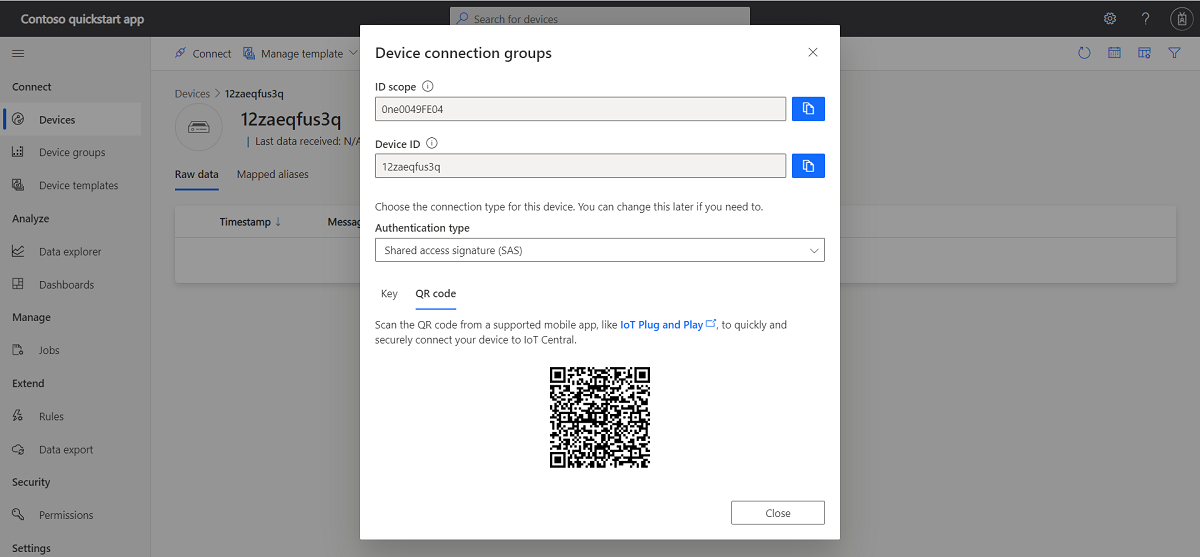 Contoso quickstart app
Search for devices
Connect
Manage template
Connect
Devices
Device groups
Device templates
Analyze
Data explorer
Dashboards
Manage
Jobs
Extend
Rules
Data export
Security
Permissions
Settings
Devices > 12zaeqfus3q
12zaeqfus3q
Last data received: N/A
Raw data
Mapped aliases
Timestamp ↓
Device connection groups
ID scope
0ne0049FE04
Device ID
12zaeqfus3q
Choose the connection type for this device. You can change this later if you need to.
Authentication type
Shared access signature (SAS)
Key
QR code
Scan the QR code from a supported mobile app, like IoT Plug and Play, to quickly and
securely connect your device to IoT Central.
Close